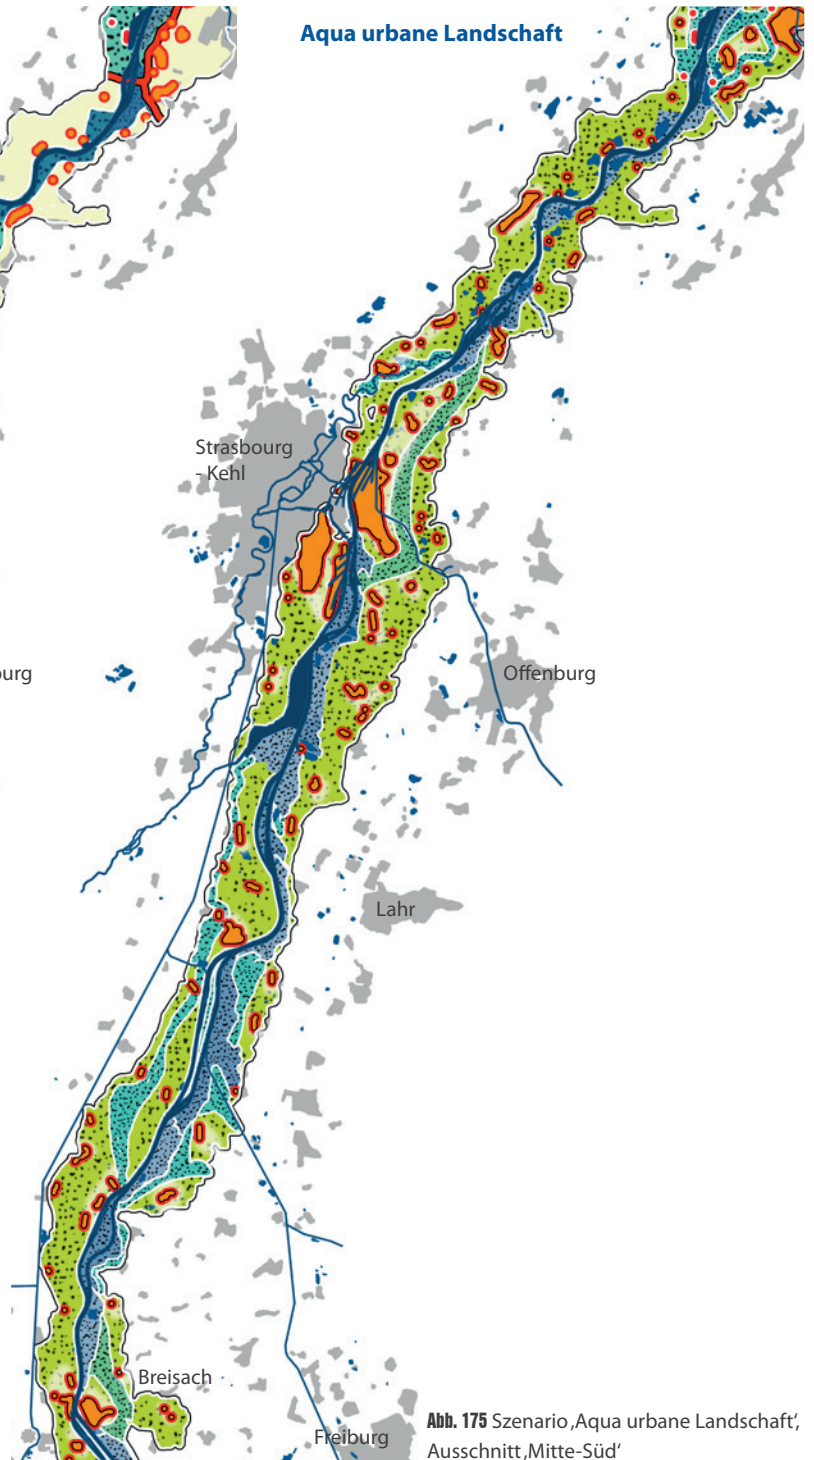 Aqua urbane Landschaft
Strasbourg
- Kehl
burg
Offenburg
Lahr
Breisach
Freiburg
Abb. 175 Szenario ‚Aqua urbane Landschaft‘,
Ausschnitt ‚Mitte-Süd‘